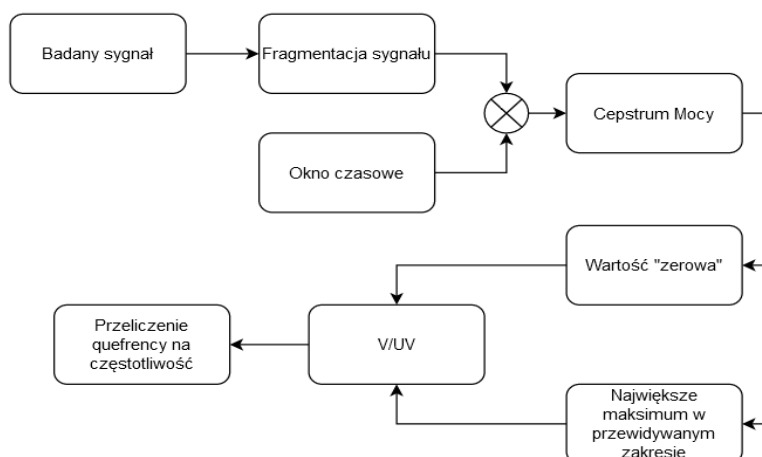 Badany sygnał
Fragmentacja sygnału
Cepstrum Mocy
Okno czasowe
Wartość "zerowa"
V/UV
Przeliczenie
quefrency na
częstotliwość
Największe
maksimum w
przewidywanym
zakresie